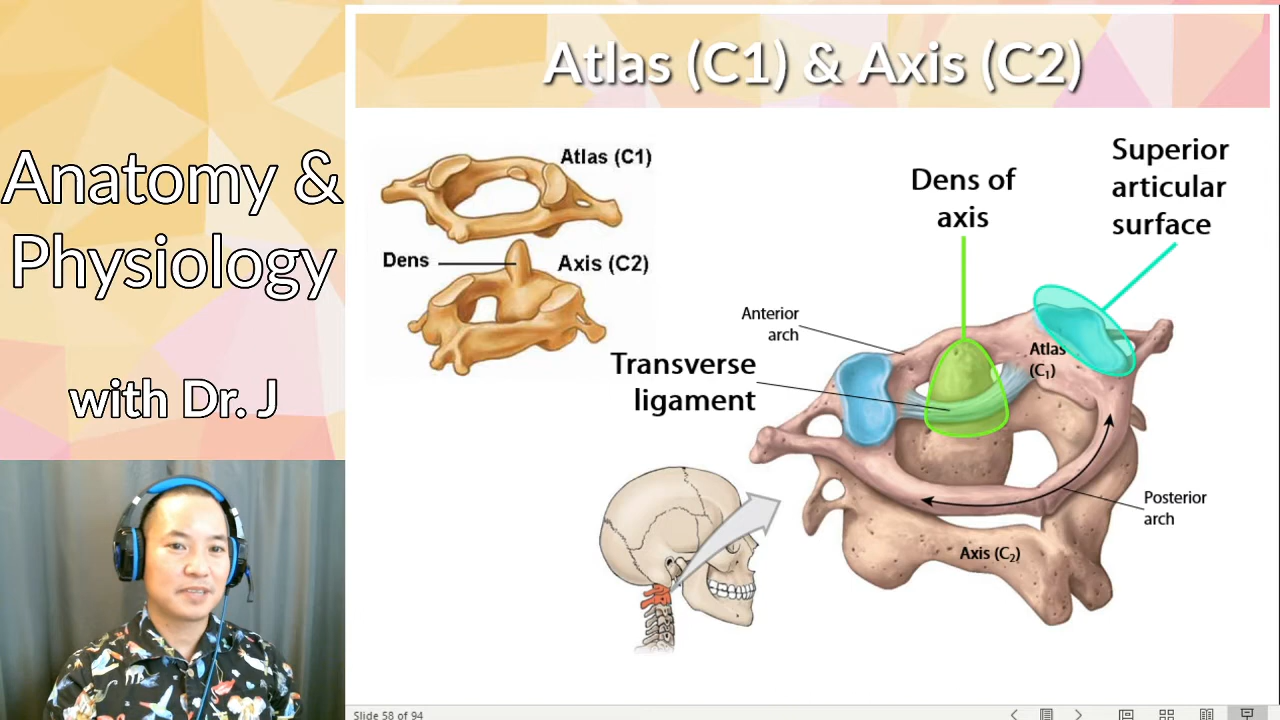 Anatomy &
Physiology
with Dr. J
Atlas (C1) & Axis (C2)
Atlas (C1)
Dens
Axis (C2)
Dens of
axis
Superior
articular
surface
Anterior
arch
Transverse
ligament
Atlas
(C₁)
Posterior
arch
Axis (C₂)
Slide 58 of 94